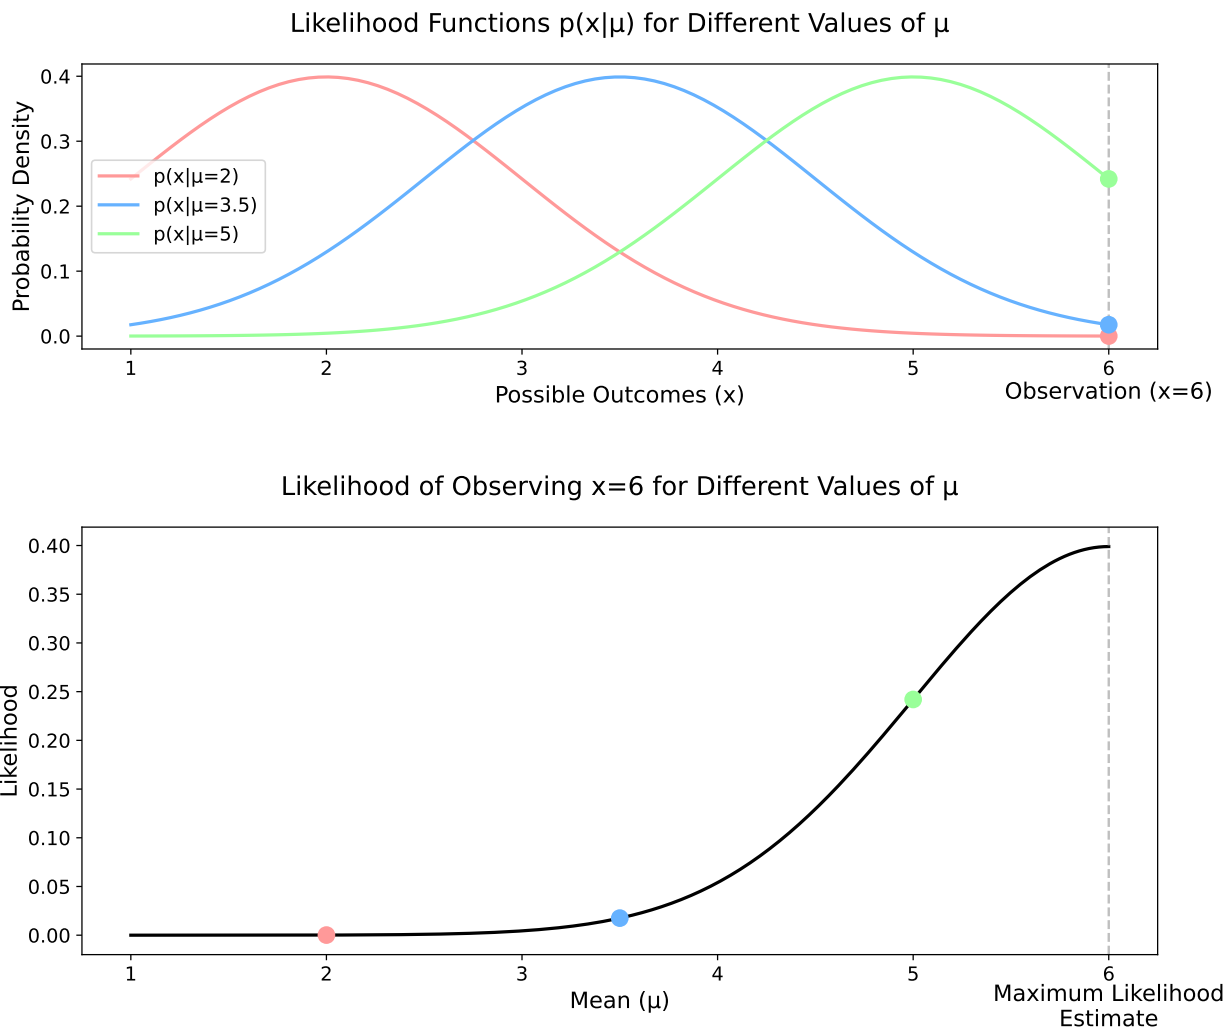 Likelihood Functions p(x|μ) for Different Values of μ
Probability Density
0.4
0.3
0.2
0.1
0.0
p(x|μ=2)
p(x|μ=3.5)
p(x|μ=5)
1 2 3 4 5 6
Possible Outcomes (x)
Observation (x=6)
Likelihood of Observing x=6 for Different Values of μ
Likelihood
0.40
0.35
0.30
0.25
0.20
0.15
0.10
0.05
0.00
1 2 3 4 5 6
Mean (μ)
Maximum Likelihood
Estimate